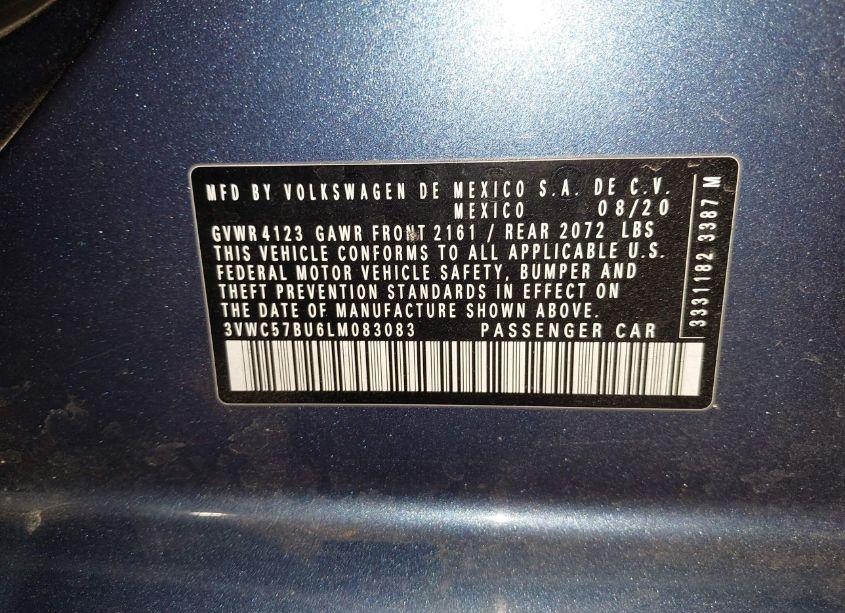 MFD BY VOLKSWAGEN DE MEXICO S.A. DE C.V.
MEXICO 08/20
GVWR 4123 GAWR FRONT 2161 / REAR 2072 LBS
THIS VEHICLE CONFORMS TO ALL APPLICABLE U.S.
FEDERAL MOTOR VEHICLE SAFETY, BUMPER AND
THEFT PREVENTION STANDARDS IN EFFECT ON
THE DATE OF MANUFACTURE SHOWN ABOVE.
3VWC57BU6LM083083 PASSENGER CAR
3331182 3387 M